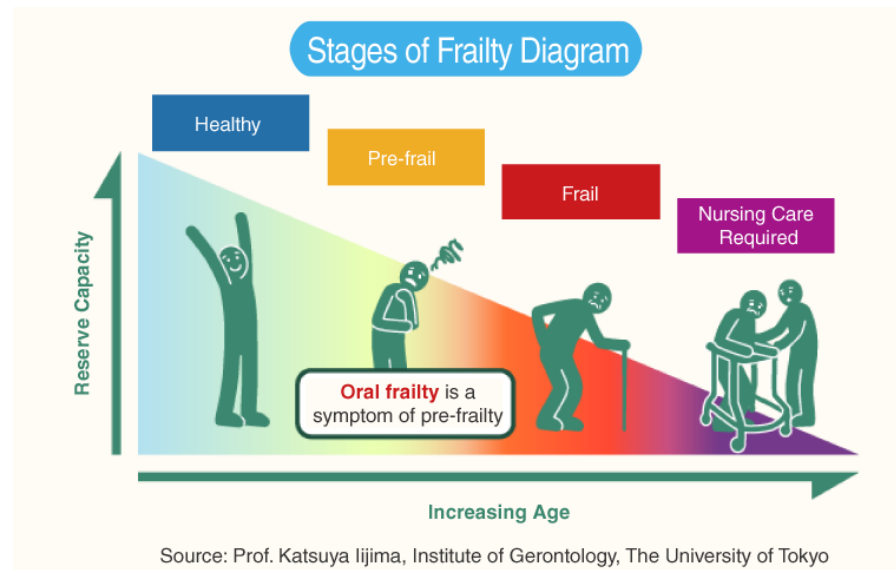 Stages of Frailty Diagram
Healthy
Pre-frail
Frail
Nursing Care
Required
Reserve Capacity
Oral frailty is a
symptom of pre-frailty
Increasing Age
Source: Prof. Katsuya Iijima, Institute of Gerontology, The University of Tokyo